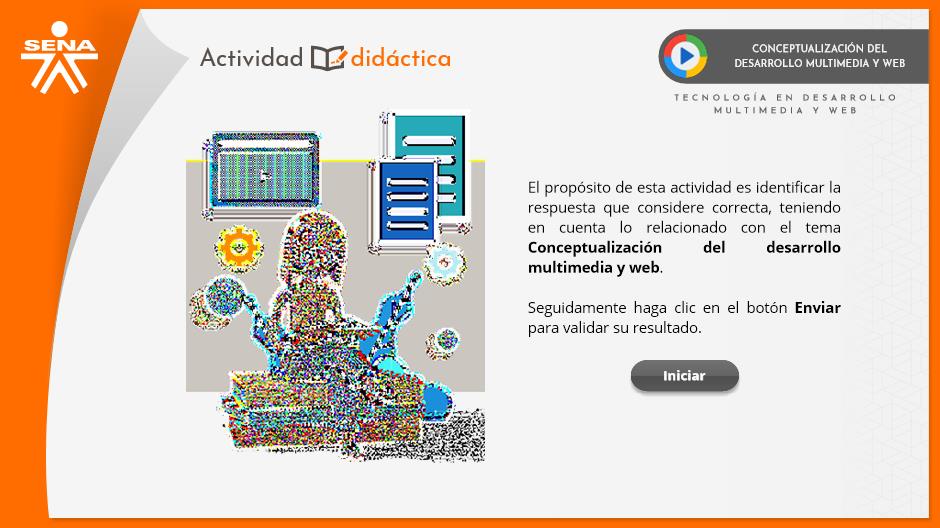 SENA
Actividad didáctica
CONCEPTUALIZACIÓN DEL
DESARROLLO MULTIMEDIA Y WEB
TECNOLOGÍA EN DESARROLLO
MULTIMEDIA Y WEB
El propósito de esta actividad es identificar la
respuesta que considere correcta, teniendo
en cuenta lo relacionado con el tema
Conceptualización del desarrollo
multimedia y web.
Seguidamente haga clic en el botón Enviar
para validar su resultado.
Iniciar